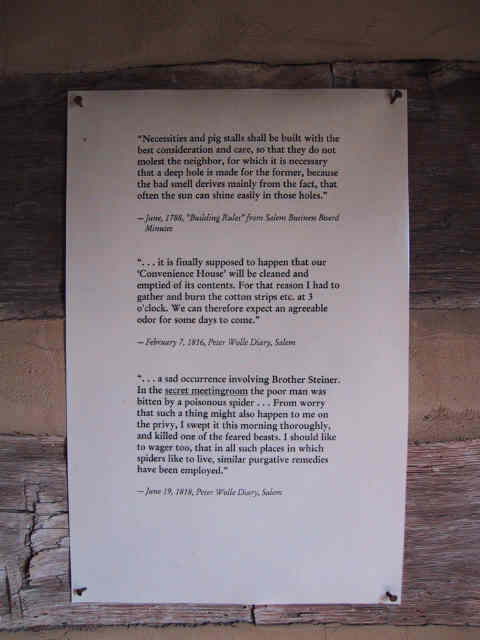 "Necessities and pig stalls shall be built with the
best consideration and care, so that they do not
molest the neighbor, for which it is necessary
that a deep hole is made for the former, because
the bad smell derives mainly from the fact, that
often the sun can shine easily in those holes."
—June, 1788, "Building Rules" from Salem Business Board
Minutes
". . . it is finally supposed to happen that our
'Convenience House' will be cleaned and
emptied of its contents. For that reason I had to
gather and burn the cotton strips etc. at 3
o'clock. We can therefore expect an agreeable
odor for some days to come."
—February 7, 1816, Peter Wolle Diary, Salem
". . . a sad occurrence involving Brother Steiner.
In the secret meetingroom the poor man was
bitten by a poisonous spider . . . From worry
that such a thing might also happen to me on
the privy, I swept it this morning thoroughly,
and killed one of the feared beasts. I should like
to wager too, that in all such places in which
spiders like to live, similar purgative remedies
have been employed."
—June 19, 1818, Peter Wolle Diary, Salem